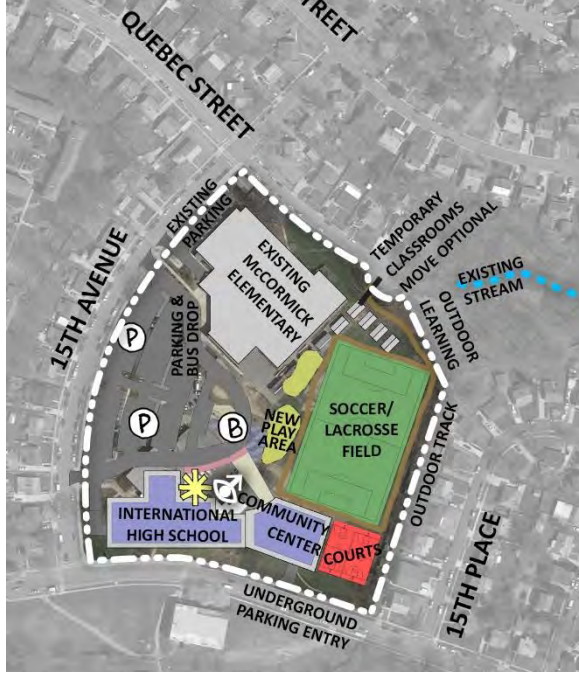 STREET
QUEBEC STREET
EXISTING
PARKING
15TH AVENUE
TEMPORARY
CLASSROOMS
MOVE OPTIONAL
EXISTING
McCORMICK
ELEMENTARY
EXISTING
STREAM
OUTDOOR
LEARNING
PARKING &
BUS DROP
P
P
B
NEW
PLAY
AREA
SOCCER/
LACROSSE
FIELD
OUTDOOR TRACK
INTERNATIONAL
HIGH SCHOOL
COMMUNITY
CENTER
COURTS
15TH PLACE
UNDERGROUND
PARKING ENTRY